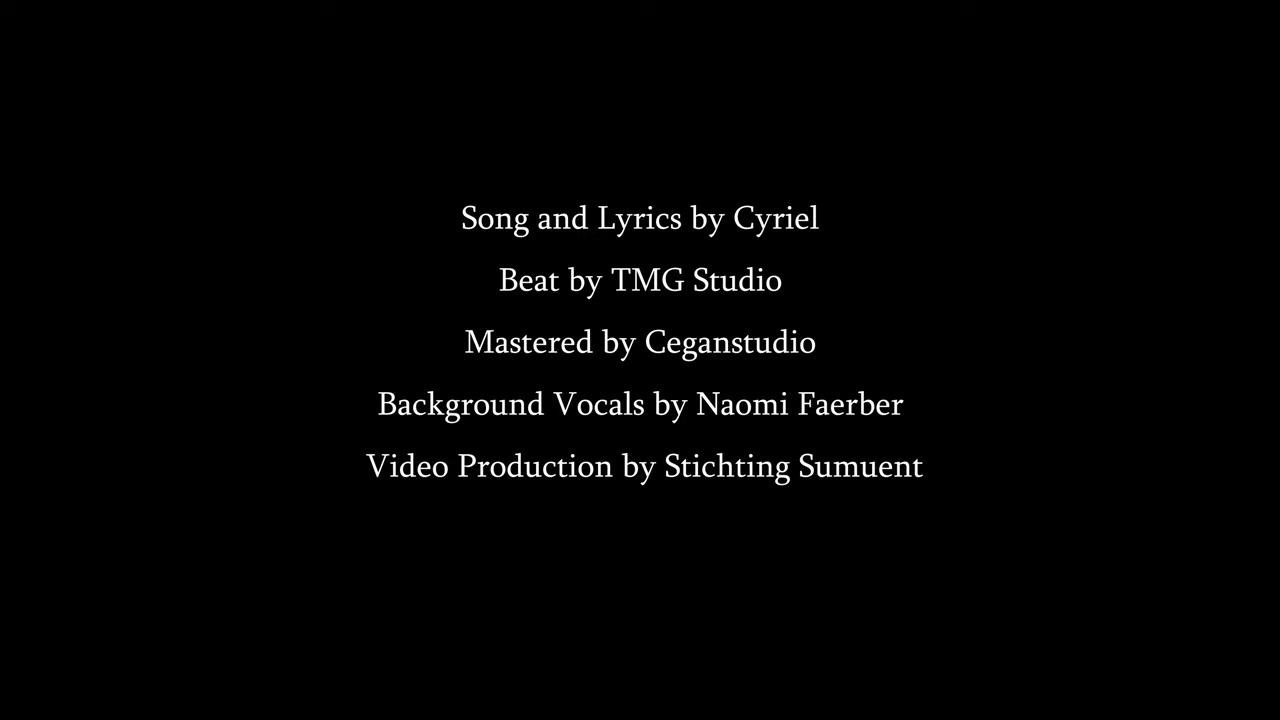 Song and Lyrics by Cyriel
Beat by TMG Studio
Mastered by Ceganstudio
Background Vocals by Naomi Faerber
Video Production by Stichting Sumuent